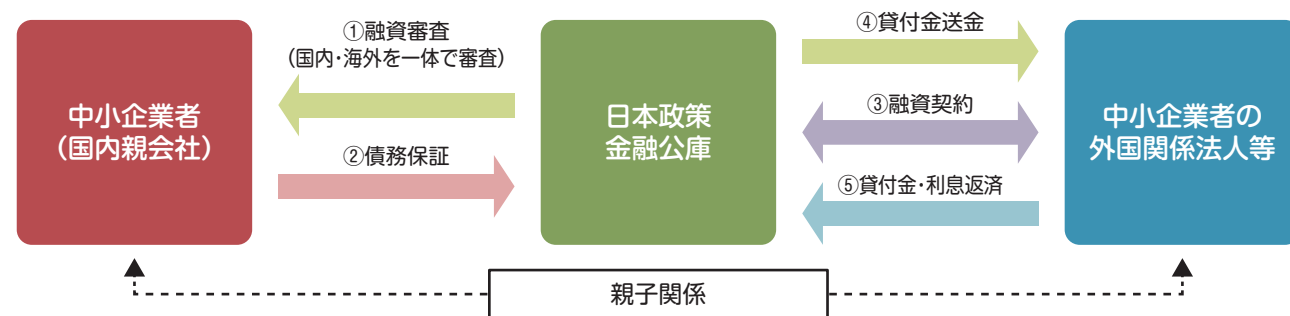 中小企業者
（国内親会社）
①融資審査
（国内・海外を一体で審査）
②債務保証
日本政策
金融公庫
④貸付金送金
③融資契約
⑤貸付金・利息返済
中小企業者の
外国関係法人等
親子関係